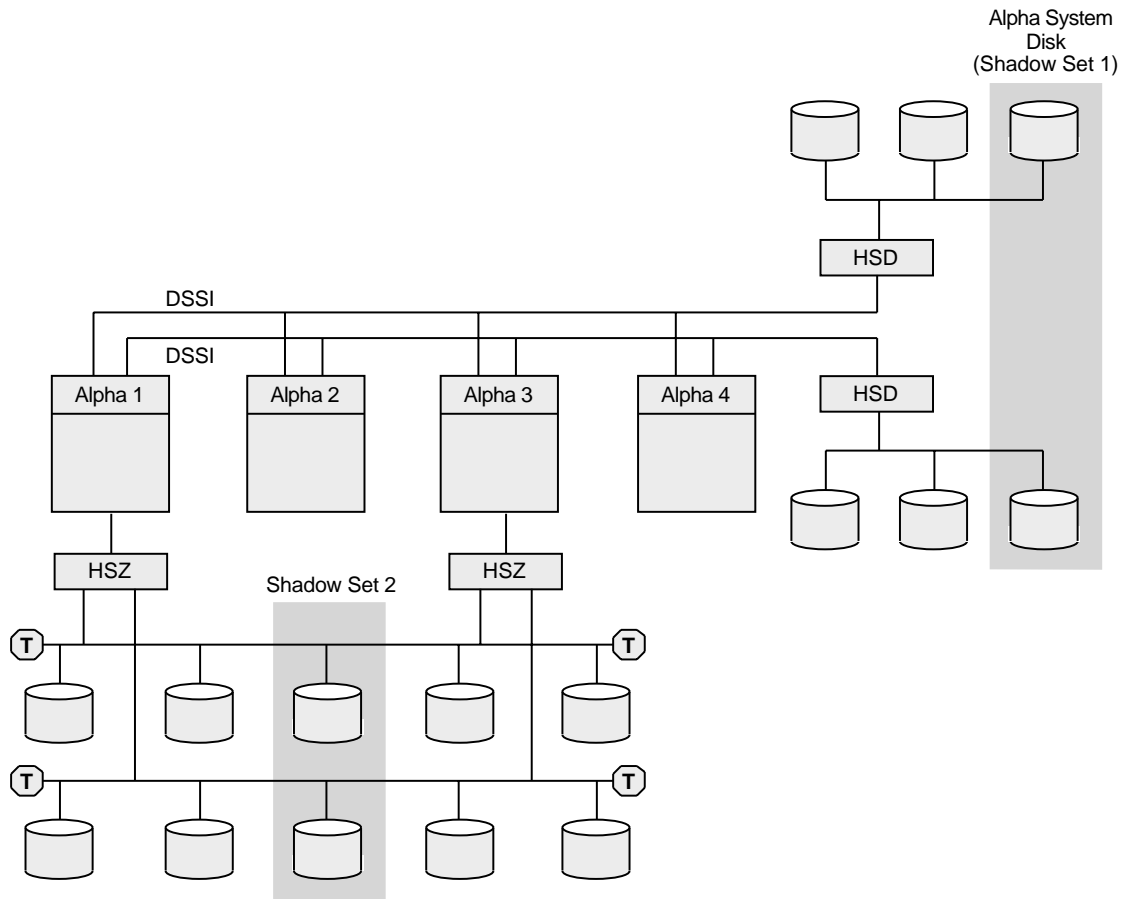 Alpha System
Disk
(Shadow Set 1)
HSD
DSSI
DSSI
Alpha 1
Alpha 2
Alpha 3
Alpha 4
HSD
HSZ
HSZ
Shadow Set 2
T
T
T
T